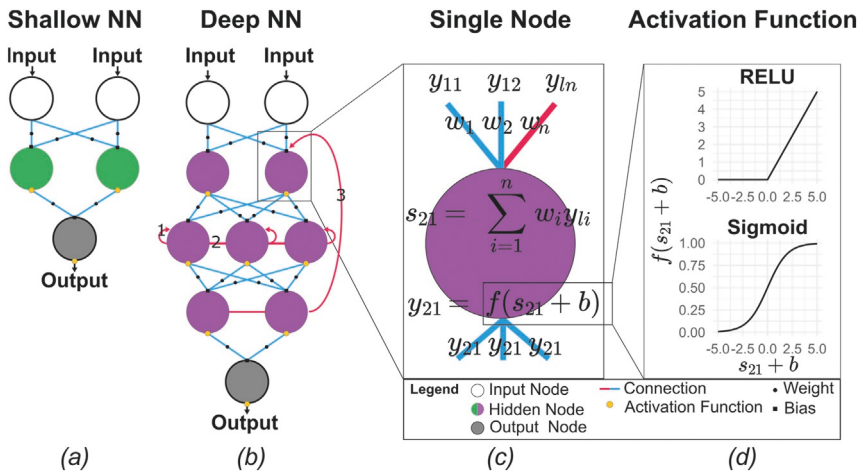 Shallow NN
Deep NN
Single Node
Activation Function
Input
Input
Output
Input
Input
1
2
3
Output
y₁₁ y₁₂ yₗₙ
w₁ w₂ wₙ
s₂₁ = ∑ⁿᵢ₌₁ wᵢyₗᵢ
y₂₁ = f(s₂₁ + b)
y₂₁ y₂₁ y₂₁
RELU
5
4
3
2
1
0
-5.0 -2.5 0.0 2.5 5.0
f(s₂₁ + b)
Sigmoid
1.00
0.75
0.50
0.25
0.00
-5.0 -2.5 0.0 2.5 5.0
s₂₁ + b
Legend
Input Node
Hidden Node
Output Node
Connection
Activation Function
Weight
Bias
(a)
(b)
(c)
(d)